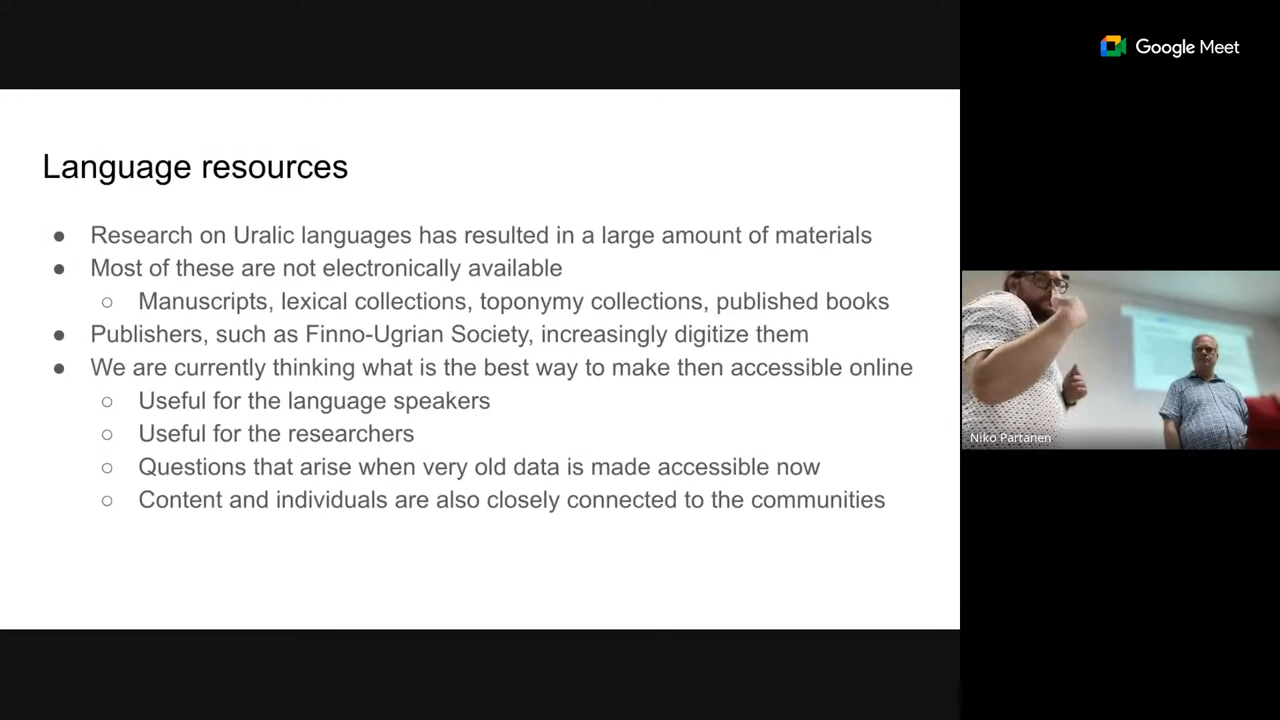 Google Meet
Language resources
● Research on Uralic languages has resulted in a large amount of materials
● Most of these are not electronically available
○ Manuscripts, lexical collections, toponymy collections, published books
● Publishers, such as Finno-Ugrian Society, increasingly digitize them
● We are currently thinking what is the best way to make then accessible online
○ Useful for the language speakers
○ Useful for the researchers
○ Questions that arise when very old data is made accessible now
○ Content and individuals are also closely connected to the communities
Niko Partanen